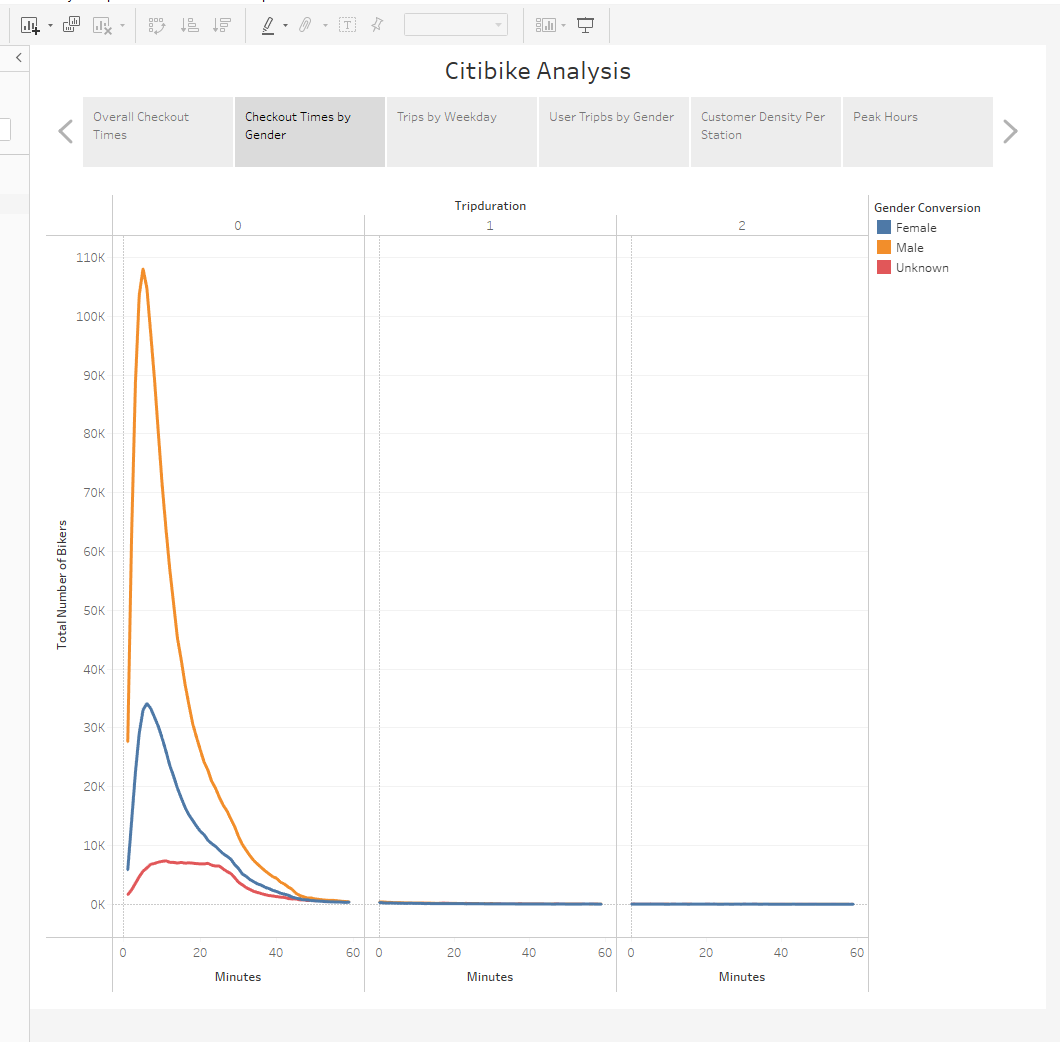 Citibike Analysis
Overall Checkout
Times
Checkout Times by
Gender
Trips by Weekday
User Tripbs by Gender
Customer Density Per
Station
Peak Hours
Tripduration
0
1
2
Gender Conversion
Female
Male
Unknown
Total Number of Bikers
110K
100K
90K
80K
70K
60K
50K
40K
30K
20K
10K
0K
0 20 40 60 0 20 40 60 0 20 40 60
Minutes Minutes Minutes